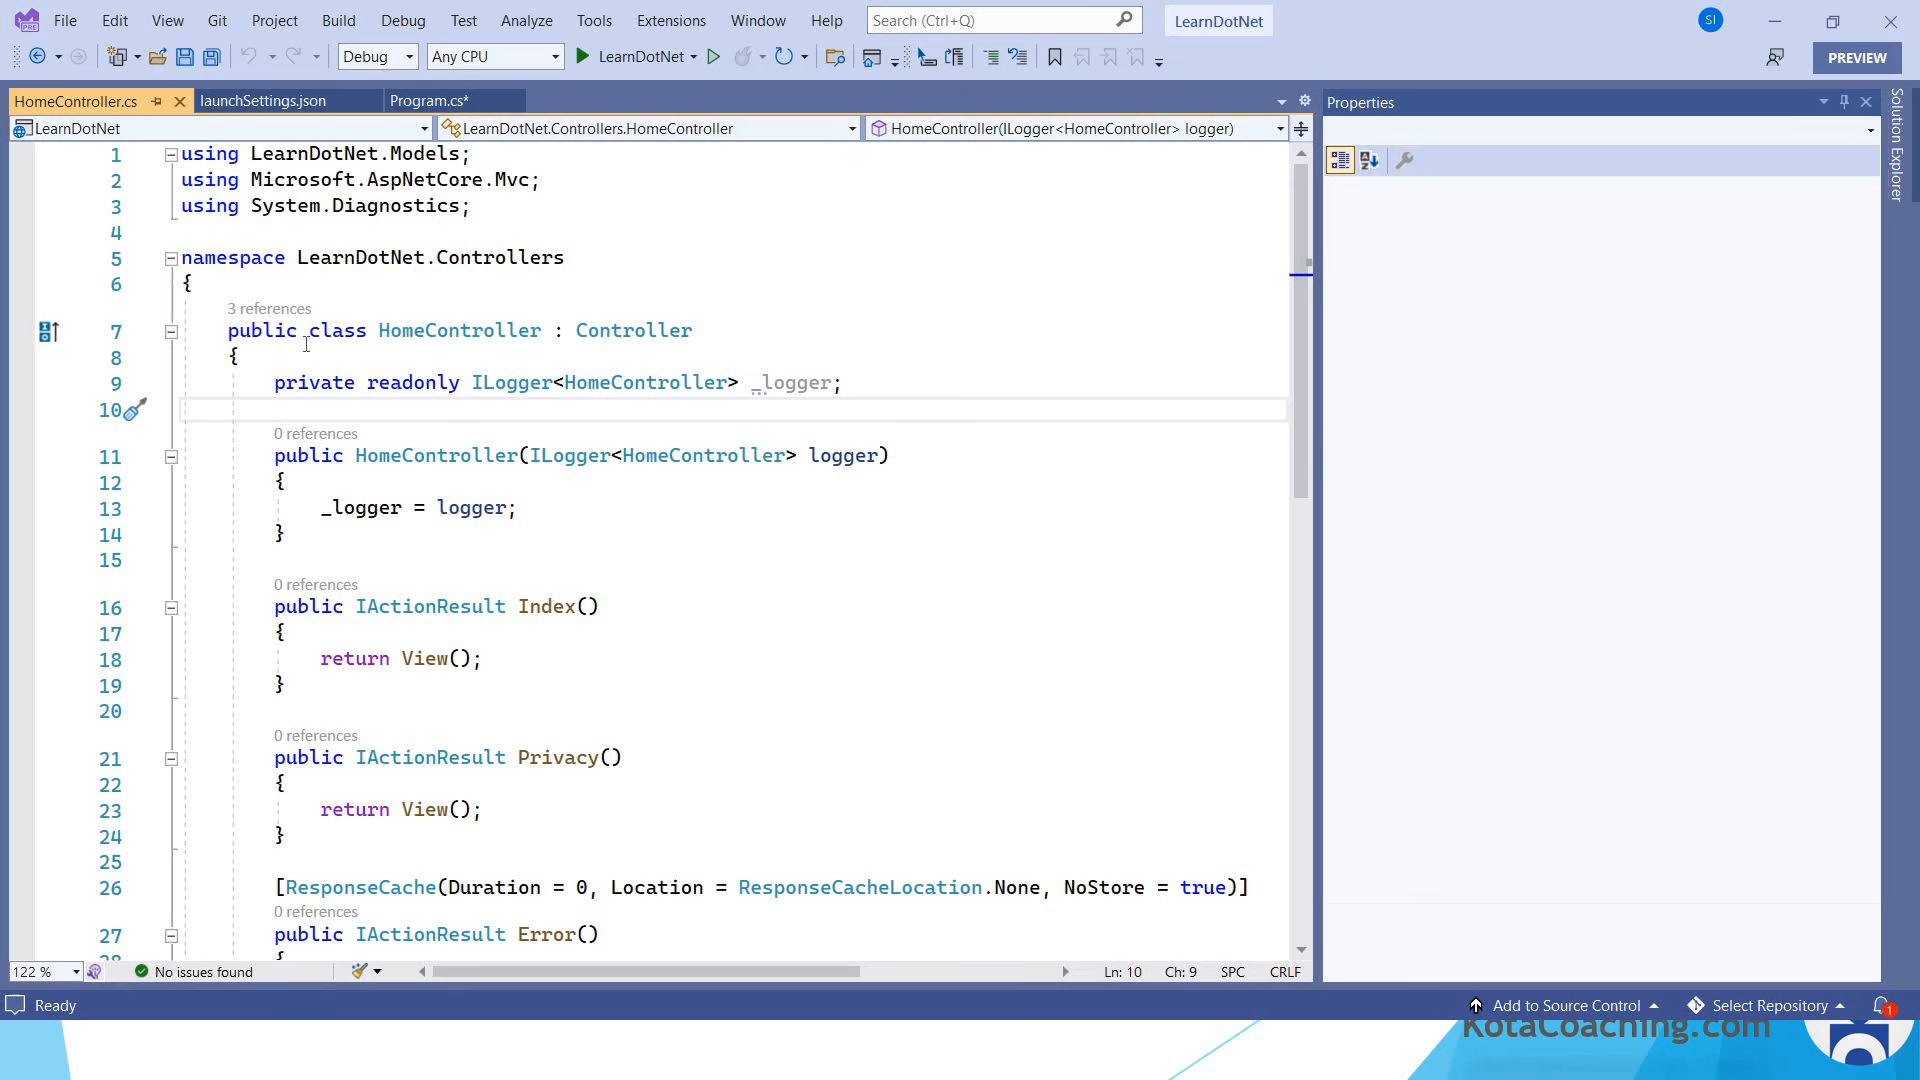 File Edit View Git Project Build Debug Test Analyze Tools Extensions Window Help Search (Ctrl+Q) LearnDotNet SI
Debug Any CPU LearnDotNet PREVIEW
HomeController.cs launchSettings.json Program.cs* Properties
LearnDotNet LearnDotNet.Controllers.HomeController HomeController(ILogger<HomeController> logger)
Solution Explorer
1 using LearnDotNet.Models;
2 using Microsoft.AspNetCore.Mvc;
3 using System.Diagnostics;
4
5 namespace LearnDotNet.Controllers
6 {
3 references
7 public class HomeController : Controller
8 {
9 private readonly ILogger<HomeController> _logger;
10
0 references
11 public HomeController(ILogger<HomeController> logger)
12 {
13 _logger = logger;
14 }
15
0 references
16 public IActionResult Index()
17 {
18 return View();
19 }
20
0 references
21 public IActionResult Privacy()
22 {
23 return View();
24 }
25
26 [ResponseCache(Duration = 0, Location = ResponseCacheLocation.None, NoStore = true)]
0 references
27 public IActionResult Error()
28 {
122 % No issues found Ln: 10 Ch: 9 SPC CRLF
Ready Add to Source Control Select Repository 1
KotaCoaching.com